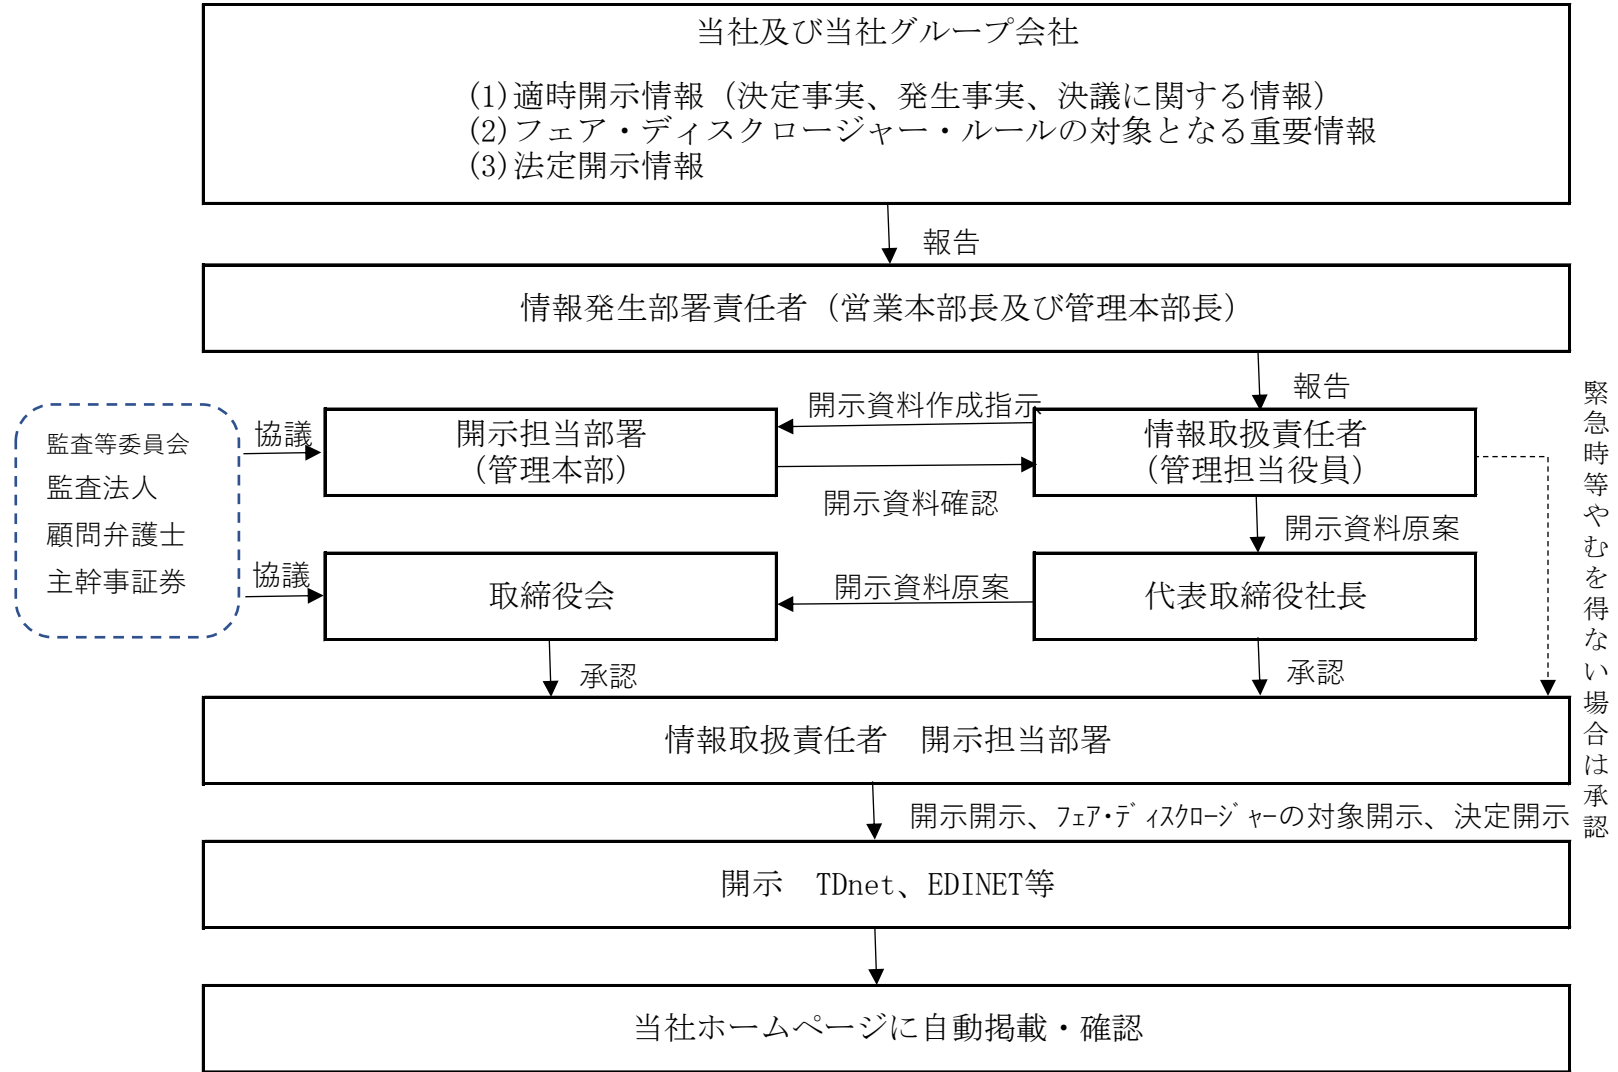 当社及び当社グループ会社
(1)適時開示情報（決定事実、発生事実、決議に関する情報）
(2)フェア・ディスクロージャー・ルールの対象となる重要情報
(3)法定開示情報
報告
情報発生部署責任者（営業本部長及び管理本部長）
報告
監査等委員会
監査法人
顧問弁護士
主幹事証券
協議
協議
開示担当部署
（管理本部）
開示資料作成指示
開示資料確認
情報取扱責任者
（管理担当役員）
開示資料原案
取締役会
開示資料原案
代表取締役社長
承認
承認
緊急時等やむを得ない場合は承認
情報取扱責任者　開示担当部署
開示開示、ﾌｪｱ・ﾃﾞｨｽｸﾛｰｼﾞｬｰの対象開示、決定開示
開示　TDnet、EDINET等
当社ホームページに自動掲載・確認